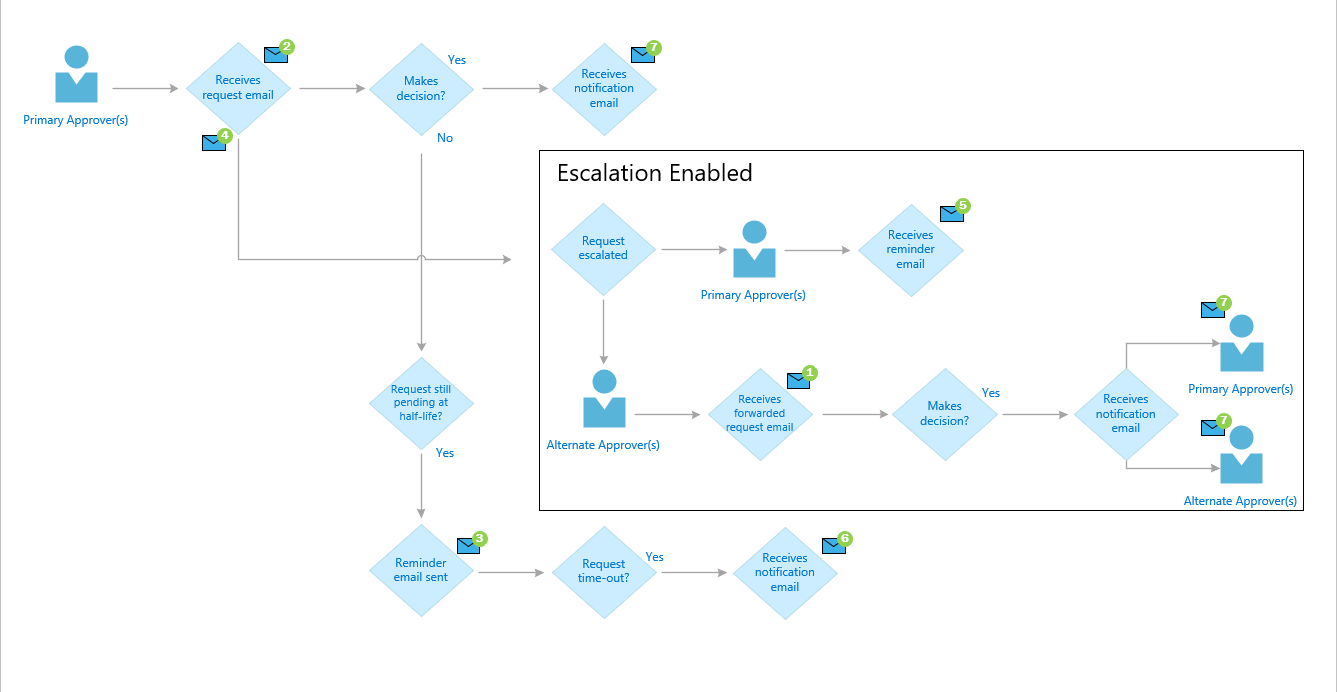 2
7
Yes
Receives
request email
Makes
decision?
Receives
notification
email
Primary Approver(s)
4
No
Escalation Enabled
5
Request
escalated
Receives
reminder
email
Primary Approver(s)
7
Request still
pending at
half-life?
1
Primary Approver(s)
Receives
forwarded
request email
Makes
decision?
Yes
Receives
notification
email
7
Alternate Approver(s)
Yes
Alternate Approver(s)
3
6
Reminder
email sent
Request
time-out?
Yes
Receives
notification
email